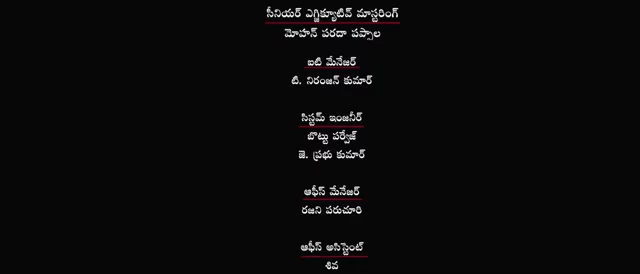 సీనియర్ ఎగ్జిక్యూటివ్ మాస్టరింగ్
మోహన్ పరదా పప్పాల
ఐటి మేనేజర్
టి. నిరంజన్ కుమార్
సిస్టమ్ ఇంజనీర్
బొట్టు పర్వేజ్
జె. ప్రభు కుమార్
ఆఫీస్ మేనేజర్
రజని పరుచూరి
ఆఫీస్ అసిస్టెంట్
శివ